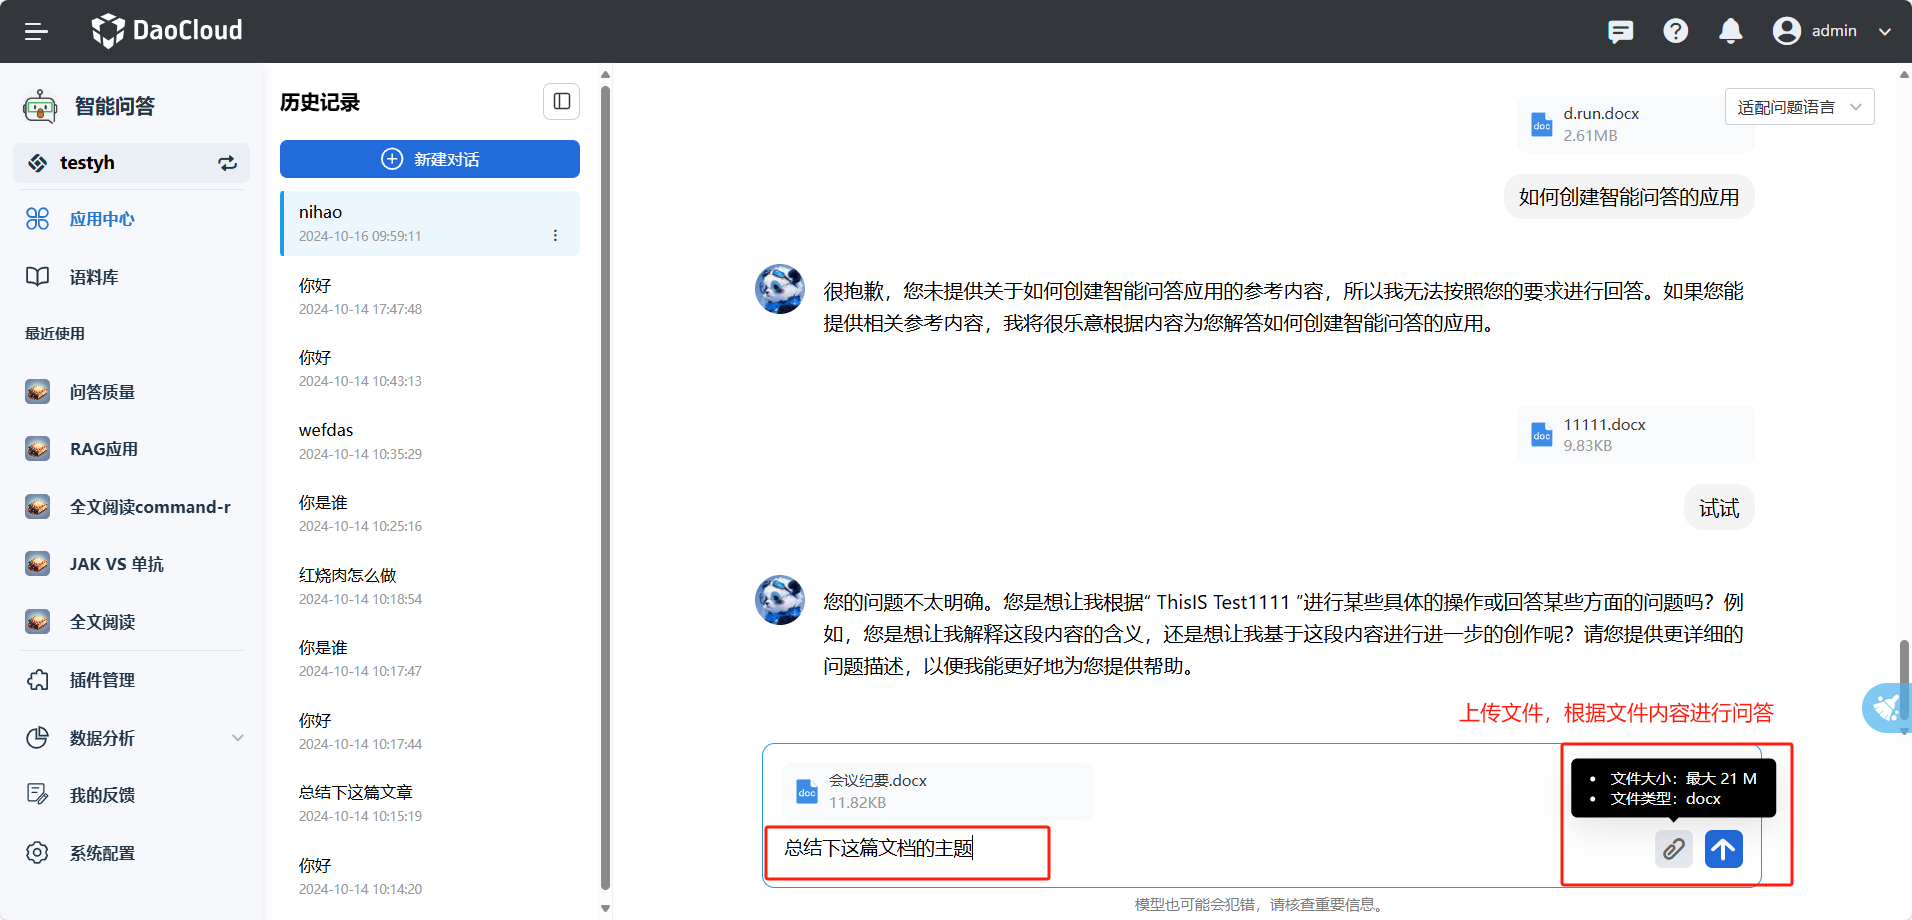 DaoCloud
admin
智能问答
testyh
应用中心
语料库
最近使用
问答质量
RAG应用
全文阅读command-r
JAK VS 单抗
全文阅读
插件管理
数据分析
我的反馈
系统配置
历史记录
新建对话
nihao
2024-10-16 09:59:11
你好
2024-10-14 17:47:48
你好
2024-10-14 10:43:13
wefdas
2024-10-14 10:35:29
你是谁
2024-10-14 10:25:16
红烧肉怎么做
2024-10-14 10:18:54
你是谁
2024-10-14 10:17:47
你好
2024-10-14 10:17:44
总结下这篇文章
2024-10-14 10:15:19
你好
2024-10-14 10:14:20
适配问题语言
doc
d.run.docx
2.61MB
如何创建智能问答的应用
很抱歉，您未提供关于如何创建智能问答应用的参考内容，所以我无法按照您的要求进行回答。如果您能
提供相关参考内容，我将很乐意根据内容为您解答如何创建智能问答的应用。
doc
11111.docx
9.83KB
试试
您的问题不太明确。您是想让我根据“ ThisIS Test1111 ”进行某些具体的操作或回答某些方面的问题吗？例
如，您是想让我解释这段内容的含义，还是想让我基于这段内容进行进一步的创作呢？请您提供更详细的
问题描述，以便我能更好地为您提供帮助。
上传文件，根据文件内容进行问答
doc
会议纪要.docx
11.82KB
总结下这篇文档的主题
• 文件大小：最大 21 M
• 文件类型：docx
模型也可能会犯错，请核查重要信息。